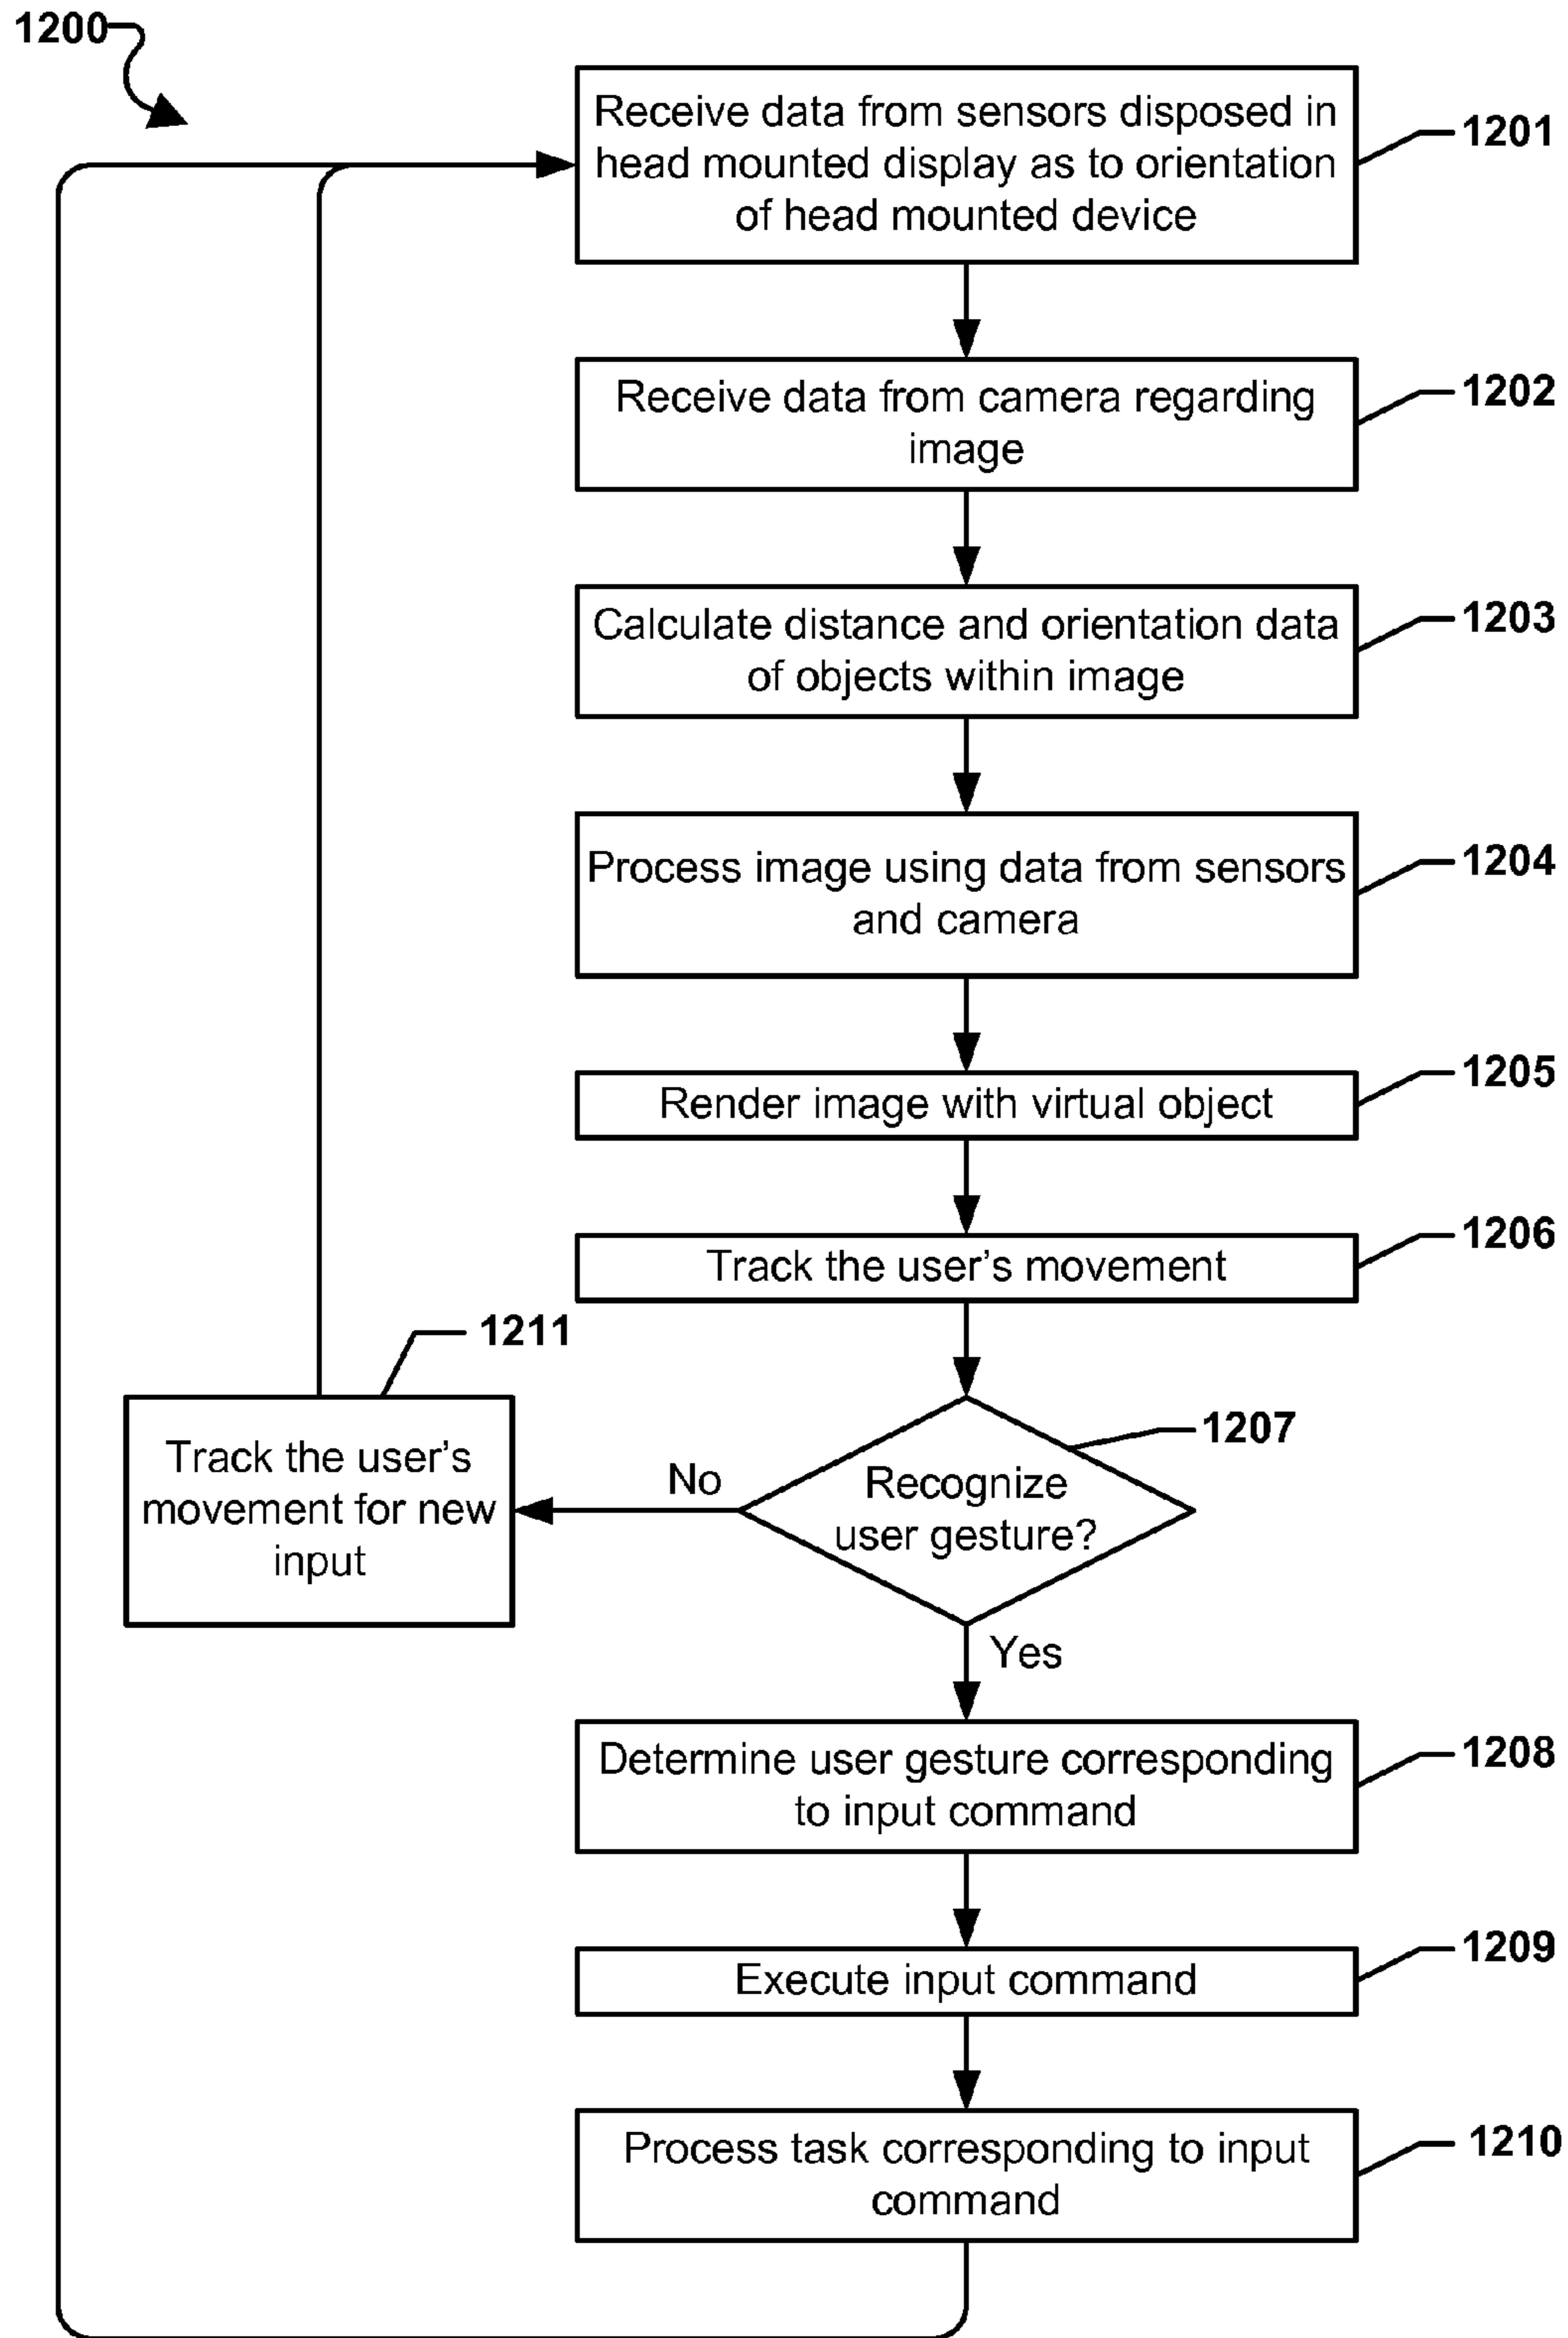 1200
Receive data from sensors disposed in
head mounted display as to orientation
of head mounted device
1201
Receive data from camera regarding
image
1202
Calculate distance and orientation data
of objects within image
1203
Process image using data from sensors
and camera
1204
Render image with virtual object
1205
Track the user's movement
1206
Recognize
user gesture?
1207
No
Track the user's
movement for new
input
1211
Yes
Determine user gesture corresponding
to input command
1208
Execute input command
1209
Process task corresponding to input
command
1210